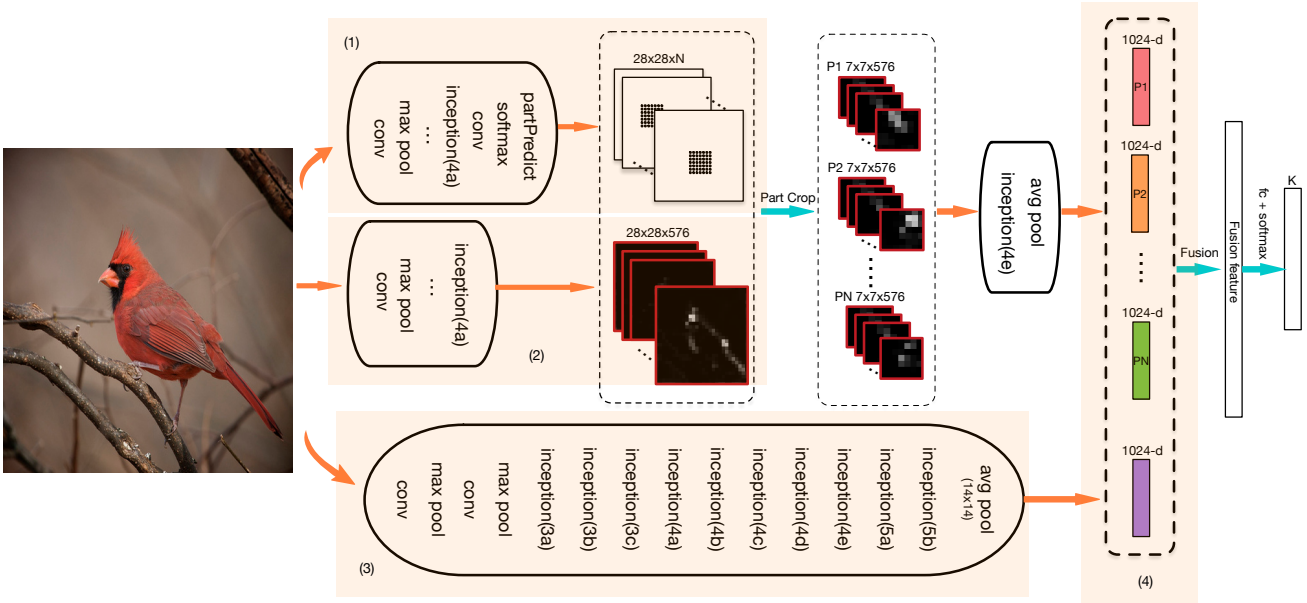 (1)
conv
max pool
...
inception(4a)
conv
softmax
partPredict
28x28xN
conv
max pool
...
inception(4a)
(2)
28x28x576
Part Crop
P1 7x7x576
P2 7x7x576
PN 7x7x576
avg pool
inception(4e)
(3)
conv
max pool
conv
max pool
inception(3a)
inception(3b)
inception(3c)
inception(4a)
inception(4b)
inception(4c)
inception(4d)
inception(4e)
inception(5a)
inception(5b)
avg pool
(14x14)
1024-d
P1
1024-d
P2
1024-d
PN
1024-d
(4)
Fusion
Fusion feature
fc + softmax
K